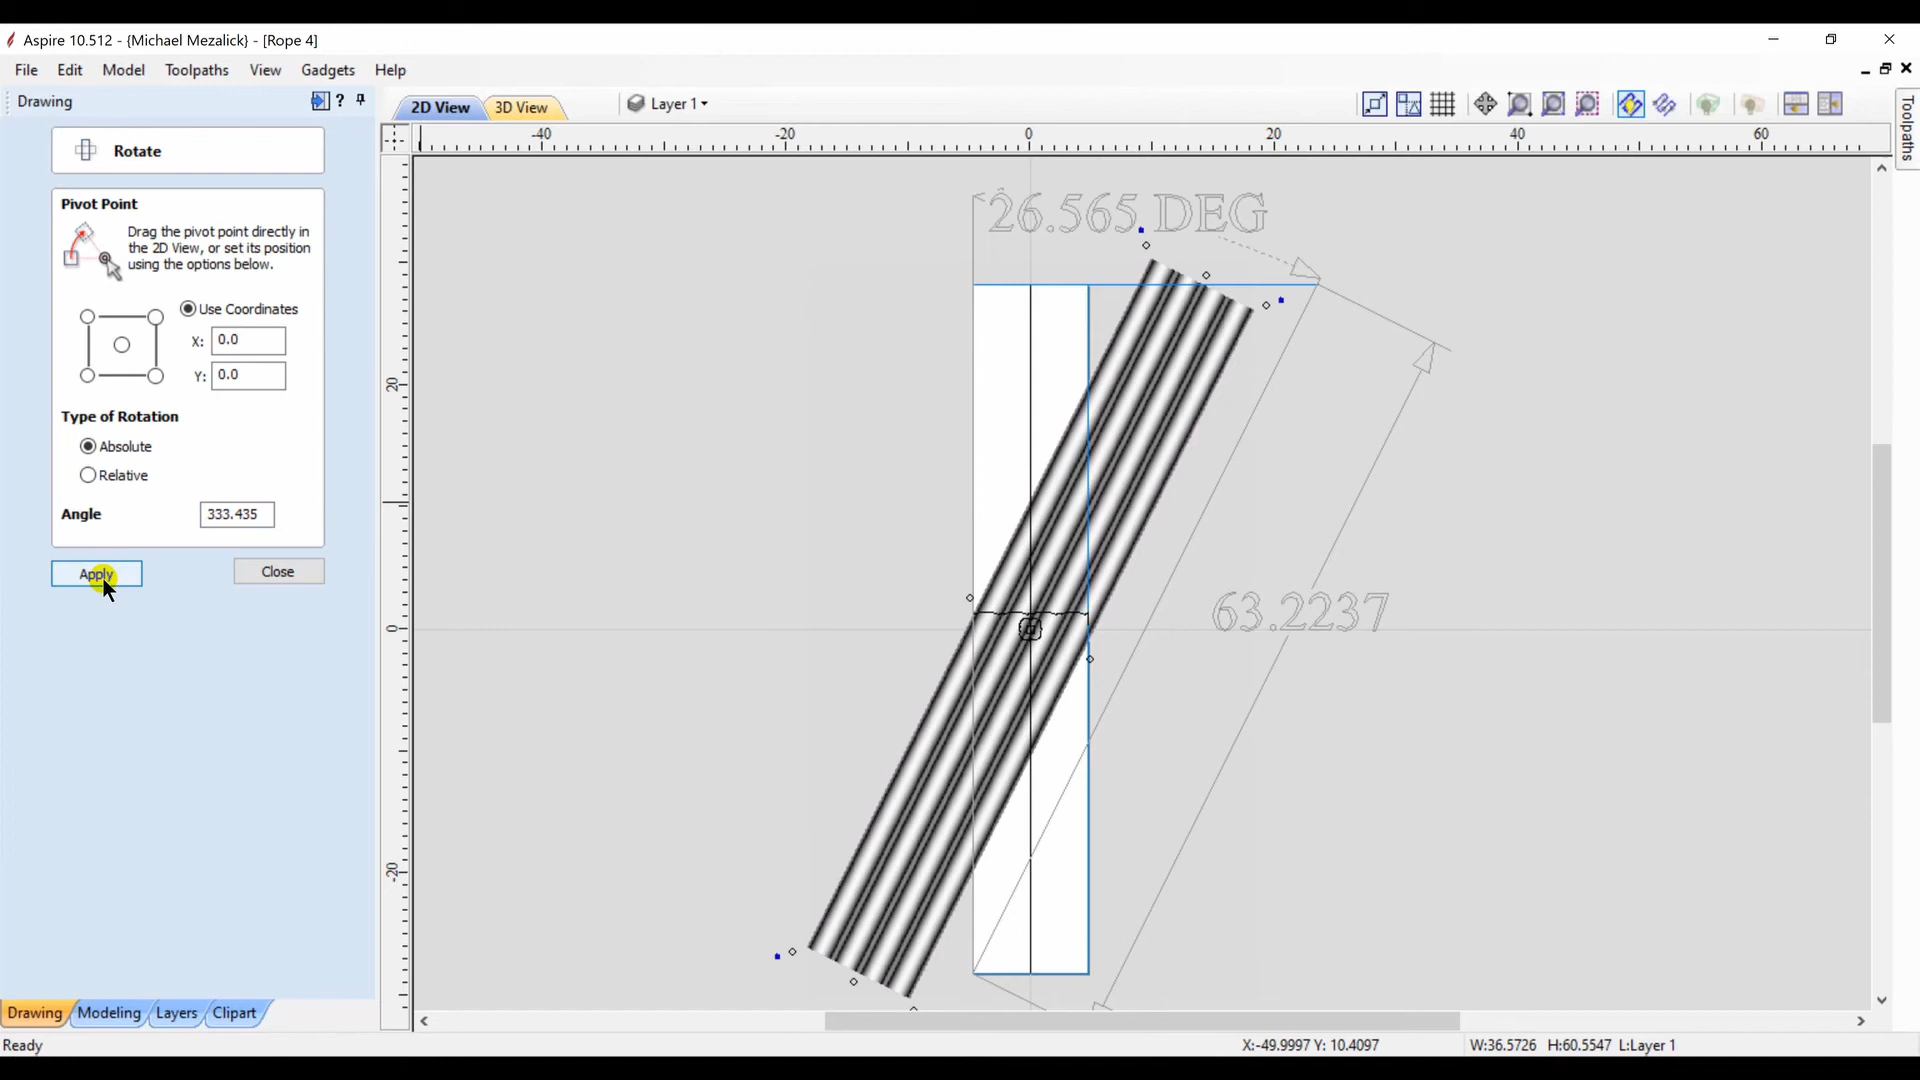 Aspire 10.512 - {Michael Mezalick} - [Rope 4]
File Edit Model Toolpaths View Gadgets Help
Drawing ?
2D View 3D View Layer 1
Toolpaths
Rotate
-40 -20 0 20 40 60
Pivot Point
Drag the pivot point directly in
the 2D View, or set its position
using the options below.
26.565 DEG
Use Coordinates
X: 0.0
Y: 0.0
20
Type of Rotation
Absolute
Relative
Angle 333.435
Apply Close
63.2237
0
-20
Drawing Modeling Layers Clipart
Ready X:-49.9997 Y: 10.4097 W:36.5726 H:60.5547 L:Layer 1